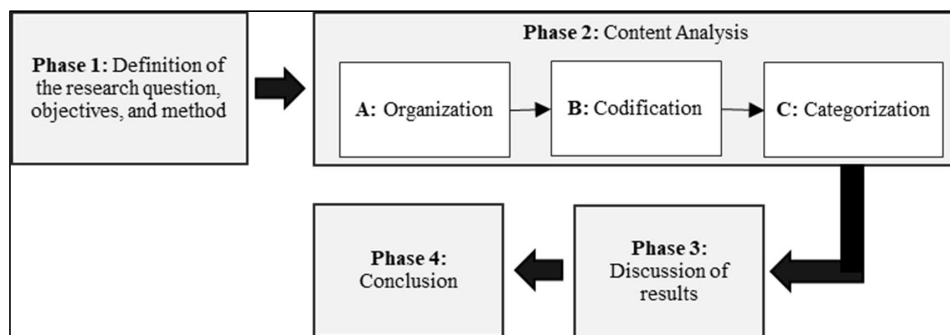 Phase 1: Definition of
the research question,
objectives, and method
Phase 2: Content Analysis
A: Organization
B: Codification
C: Categorization
Phase 3:
Discussion of
results
Phase 4:
Conclusion